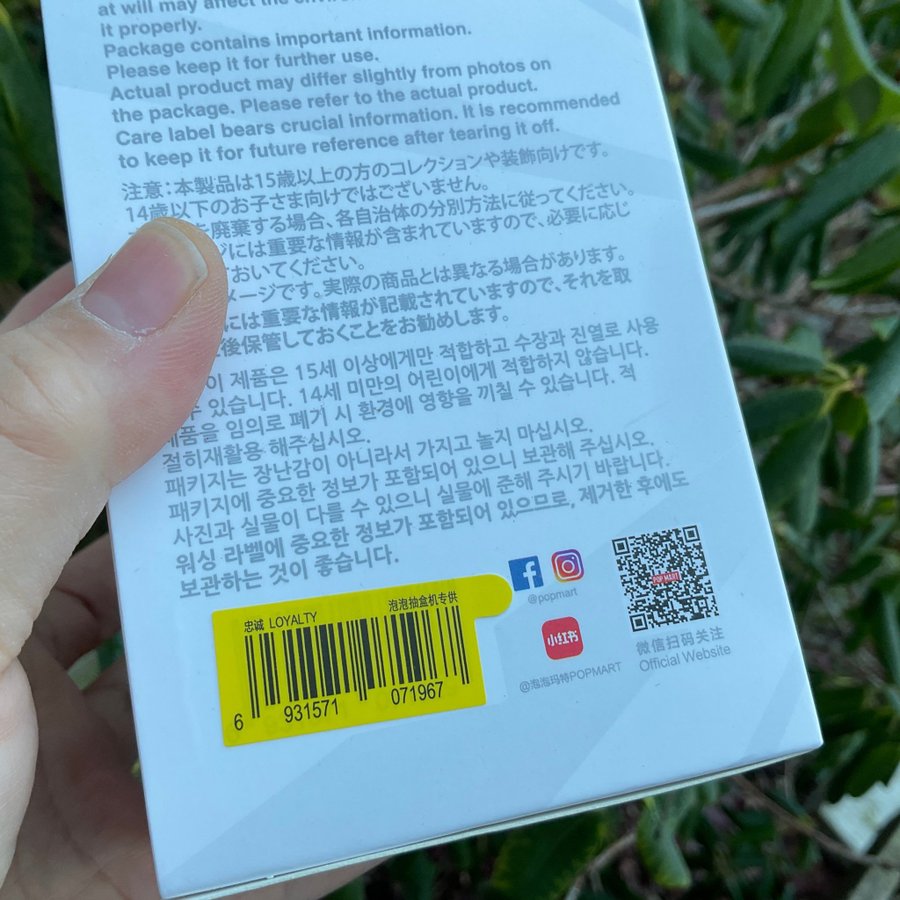 at will may affect the
it properly.
Package contains important information.
Please keep it for further use.
Actual product may differ slightly from photos on
the package. Please refer to the actual product.
Care label bears crucial information. It is recommended
to keep it for future reference after tearing it off.
注意：本製品は15歳以上の方のコレクションや装飾向けです。
14歳以下のお子さま向けではございません。
を廃棄する場合、各自治体の分別方法に従ってください。
には重要な情報が含まれていますので、必要に応じ
ておいてください。
メージです。実際の商品とは異なる場合があります。
には重要な情報が記載されていますので、それを取
後保管しておくことをお勧めします。
이 제품은 15세 이상에게만 적합하고 수장과 진열로 사용
수 있습니다. 14세 미만의 어린이에게 적합하지 않습니다.
제품을 임의로 폐기 시 환경에 영향을 끼칠 수 있습니다. 적
절히재활용 해주십시오.
패키지는 장난감이 아니라서 가지고 놀지 마십시오.
패키지에 중요한 정보가 포함되어 있으니 보관해 주십시오.
사진과 실물이 다를 수 있으니 실물에 준해 주시기 바랍니다.
워싱 라벨에 중요한 정보가 포함되어 있으므로, 제거한 후에도
보관하는 것이 좋습니다.
忠诚 LOYALTY 泡泡抽盒机专供
6 931571 071967
@popmart
小红书
@泡泡玛特POPMART
POP MART
微信扫码关注
Official Website